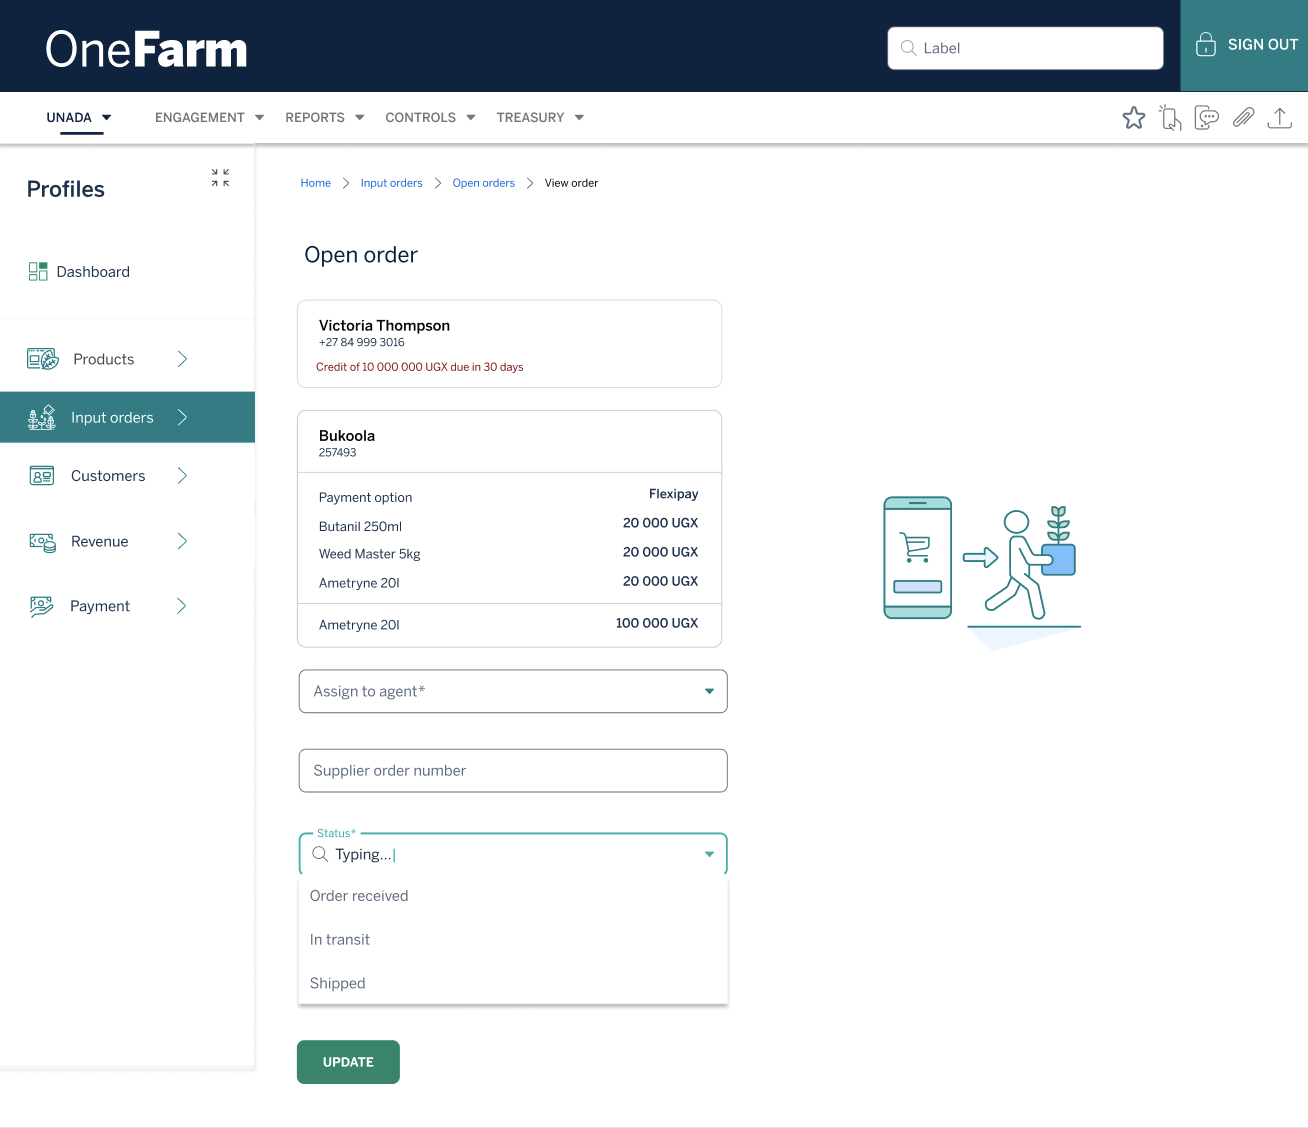 OneFarm
Label
SIGN OUT
UNADA
ENGAGEMENT
REPORTS
CONTROLS
TREASURY
Profiles
Dashboard
Products
Input orders
Customers
Revenue
Payment
Home > Input orders > Open orders > View order
Open order
Victoria Thompson
+27 84 999 3016
Credit of 10 000 000 UGX due in 30 days
Bukoola
257493
Payment option Flexipay
Butanil 250ml 20 000 UGX
Weed Master 5kg 20 000 UGX
Ametryne 20l 20 000 UGX
Ametryne 20l 100 000 UGX
Assign to agent*
Supplier order number
Status*
Typing...
Order received
In transit
Shipped
UPDATE